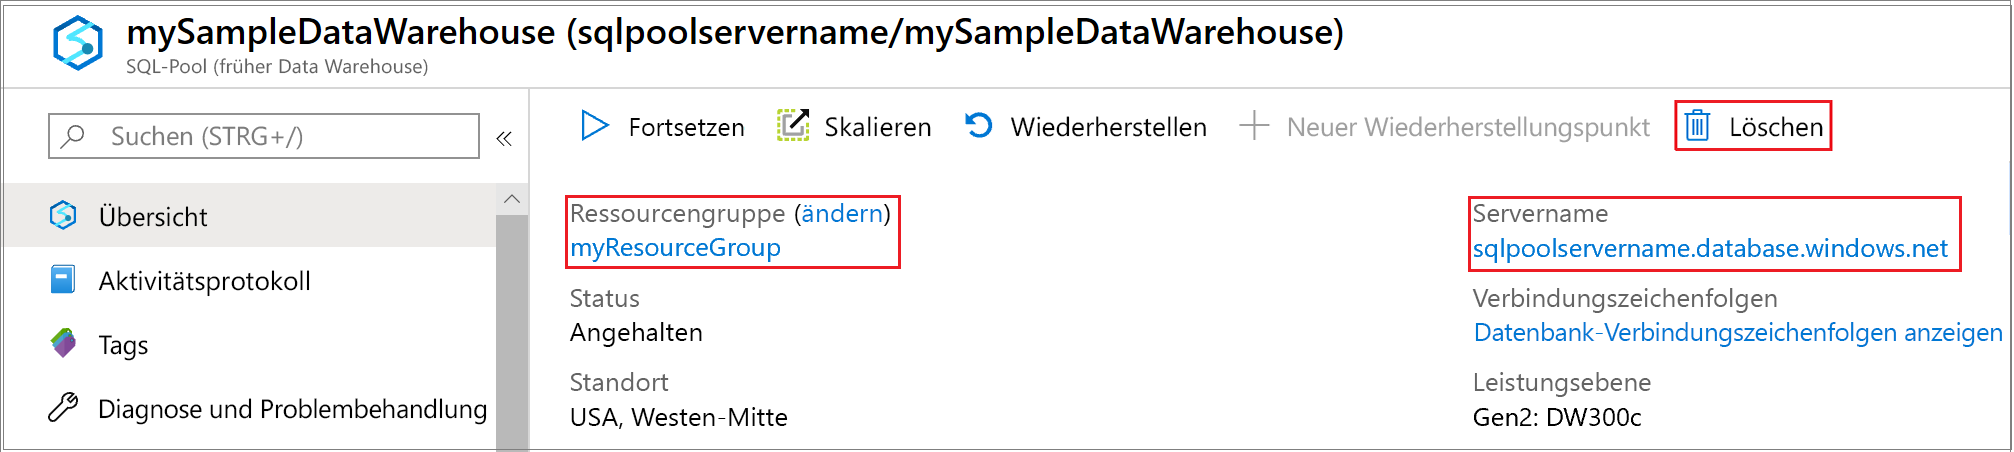 mySampleDataWarehouse (sqlpoolservername/mySampleDataWarehouse)
SQL-Pool (früher Data Warehouse)
Suchen (STRG+/)
«
Übersicht
Aktivitätsprotokoll
Tags
Diagnose und Problembehandlung
Fortsetzen Skalieren Wiederherstellen Neuer Wiederherstellungspunkt Löschen
Ressourcengruppe (ändern)
myResourceGroup
Status
Angehalten
Standort
USA, Westen-Mitte
Servername
sqlpoolservername.database.windows.net
Verbindungszeichenfolgen
Datenbank-Verbindungszeichenfolgen anzeigen
Leistungsebene
Gen2: DW300c